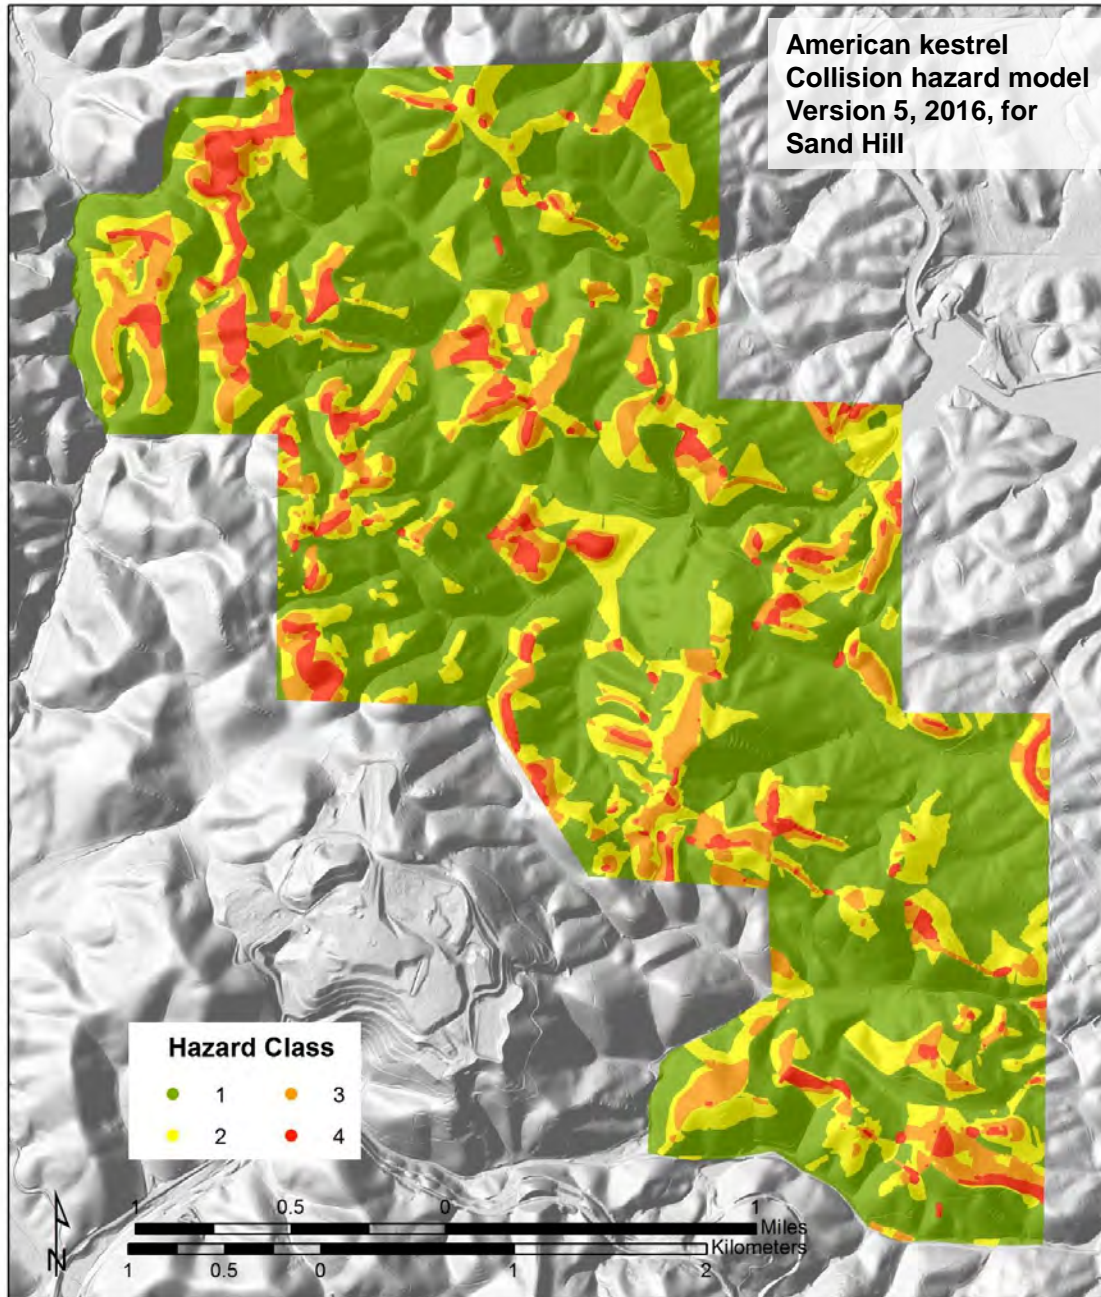 American kestrel
Collision hazard model
Version 5, 2016, for
Sand Hill
Hazard Class
1 3
2 4
1 0.5 0 1
Miles
Kilometers
1 0.5 0 1 2
N